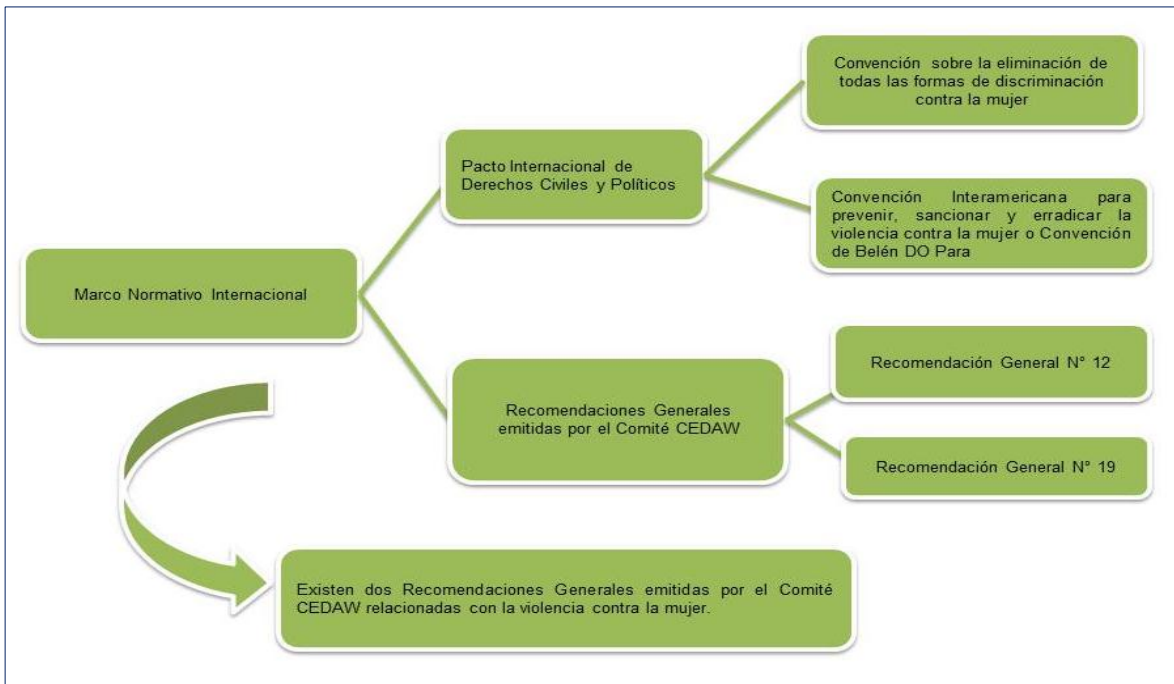 Convención sobre la eliminación de
todas las formas de discriminación
contra la mujer
Pacto Internacional de
Derechos Civiles y Políticos
Convención Interamericana para
prevenir, sancionar y erradicar la
violencia contra la mujer o Convención
de Belén DO Para
Marco Normativo Internacional
Recomendaciones Generales
emitidas por el Comité CEDAW
Recomendación General N° 12
Recomendación General N° 19
Existen dos Recomendaciones Generales emitidas por el Comité
CEDAW relacionadas con la violencia contra la mujer.